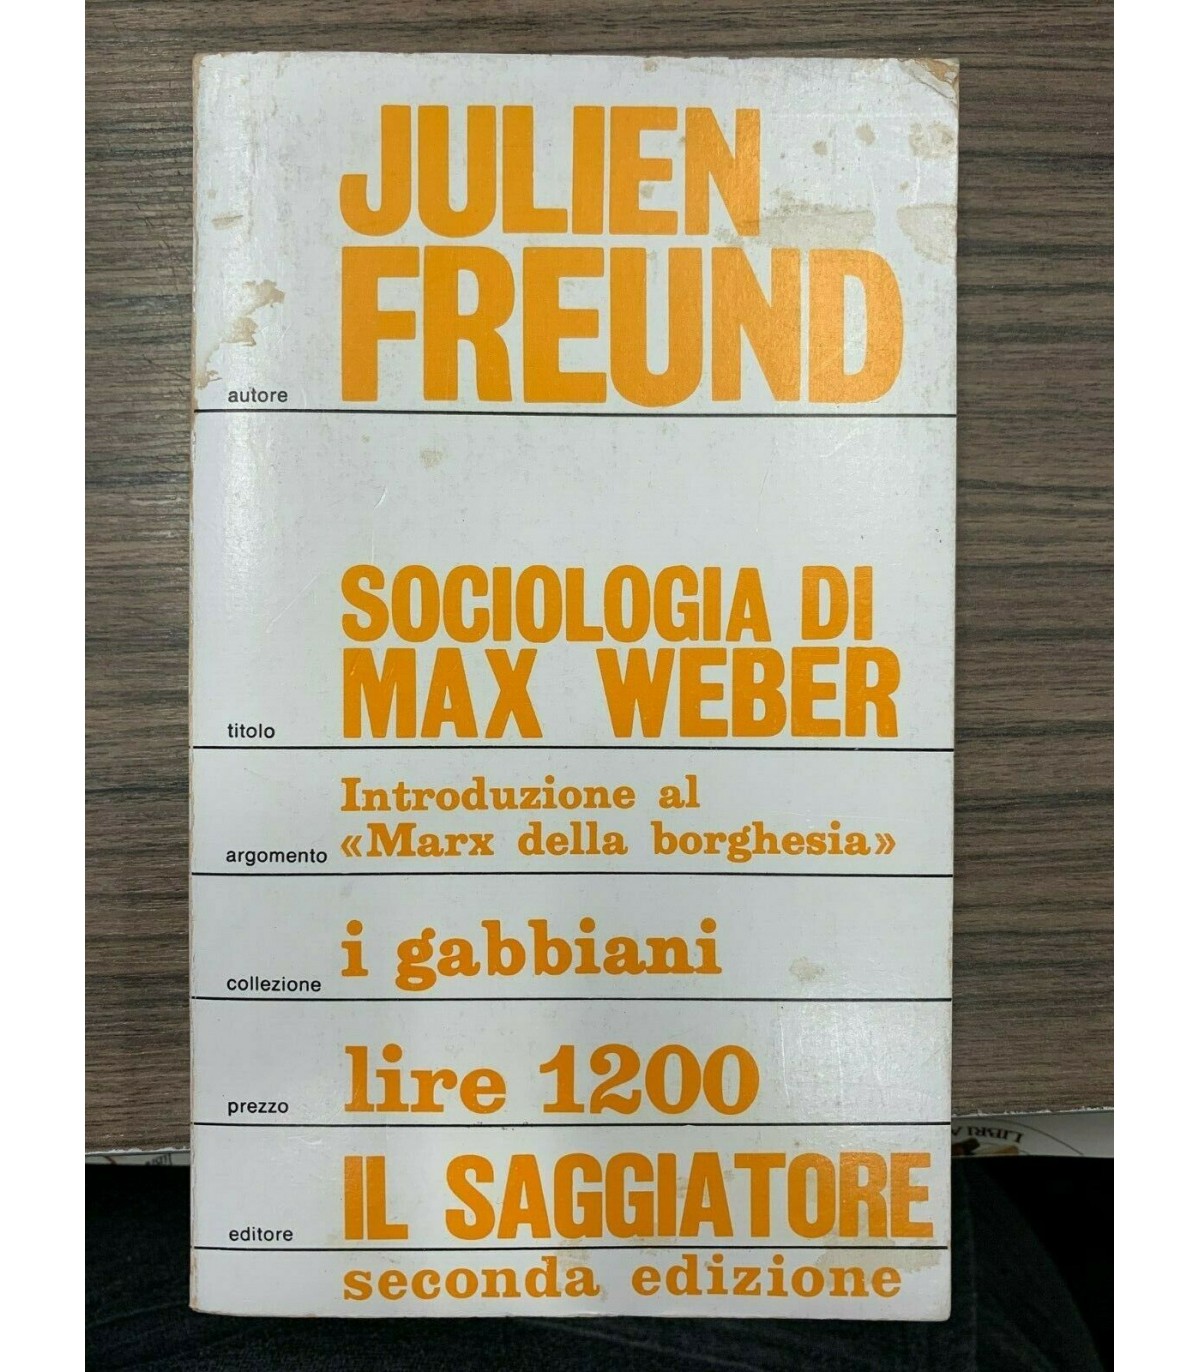 JULIEN
FREUND
autore
SOCIOLOGIA DI
MAX WEBER
titolo
Introduzione al
«Marx della borghesia»
argomento
i gabbiani
collezione
lire 1200
prezzo
IL SAGGIATORE
editore
seconda edizione
LIBRI A